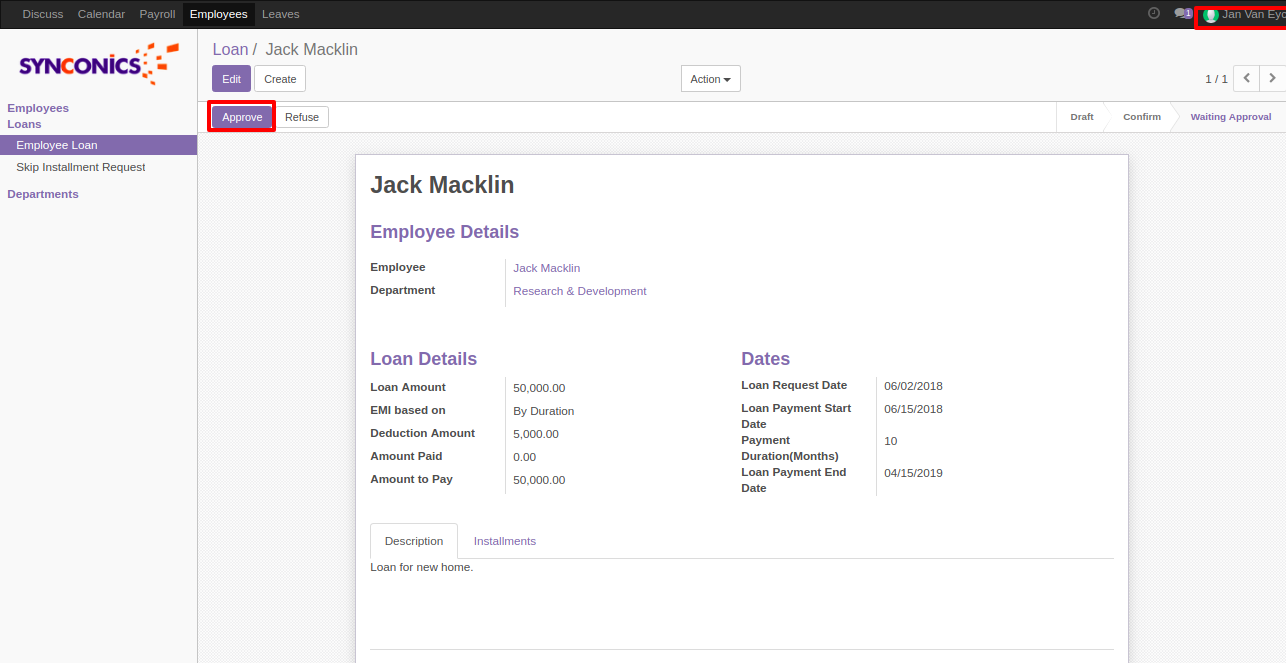 Discuss Calendar Payroll Employees Leaves 1 Jan Van Eyc
SYNCONICS
Employees
Loans
Employee Loan
Skip Installment Request
Departments
Loan / Jack Macklin
Edit Create Action 1 / 1
Approve Refuse Draft Confirm Waiting Approval
Jack Macklin
Employee Details
Employee Jack Macklin
Department Research & Development
Loan Details
Loan Amount 50,000.00
EMI based on By Duration
Deduction Amount 5,000.00
Amount Paid 0.00
Amount to Pay 50,000.00
Dates
Loan Request Date 06/02/2018
Loan Payment Start 06/15/2018
Date
Payment 10
Duration(Months)
Loan Payment End 04/15/2019
Date
Description Installments
Loan for new home.